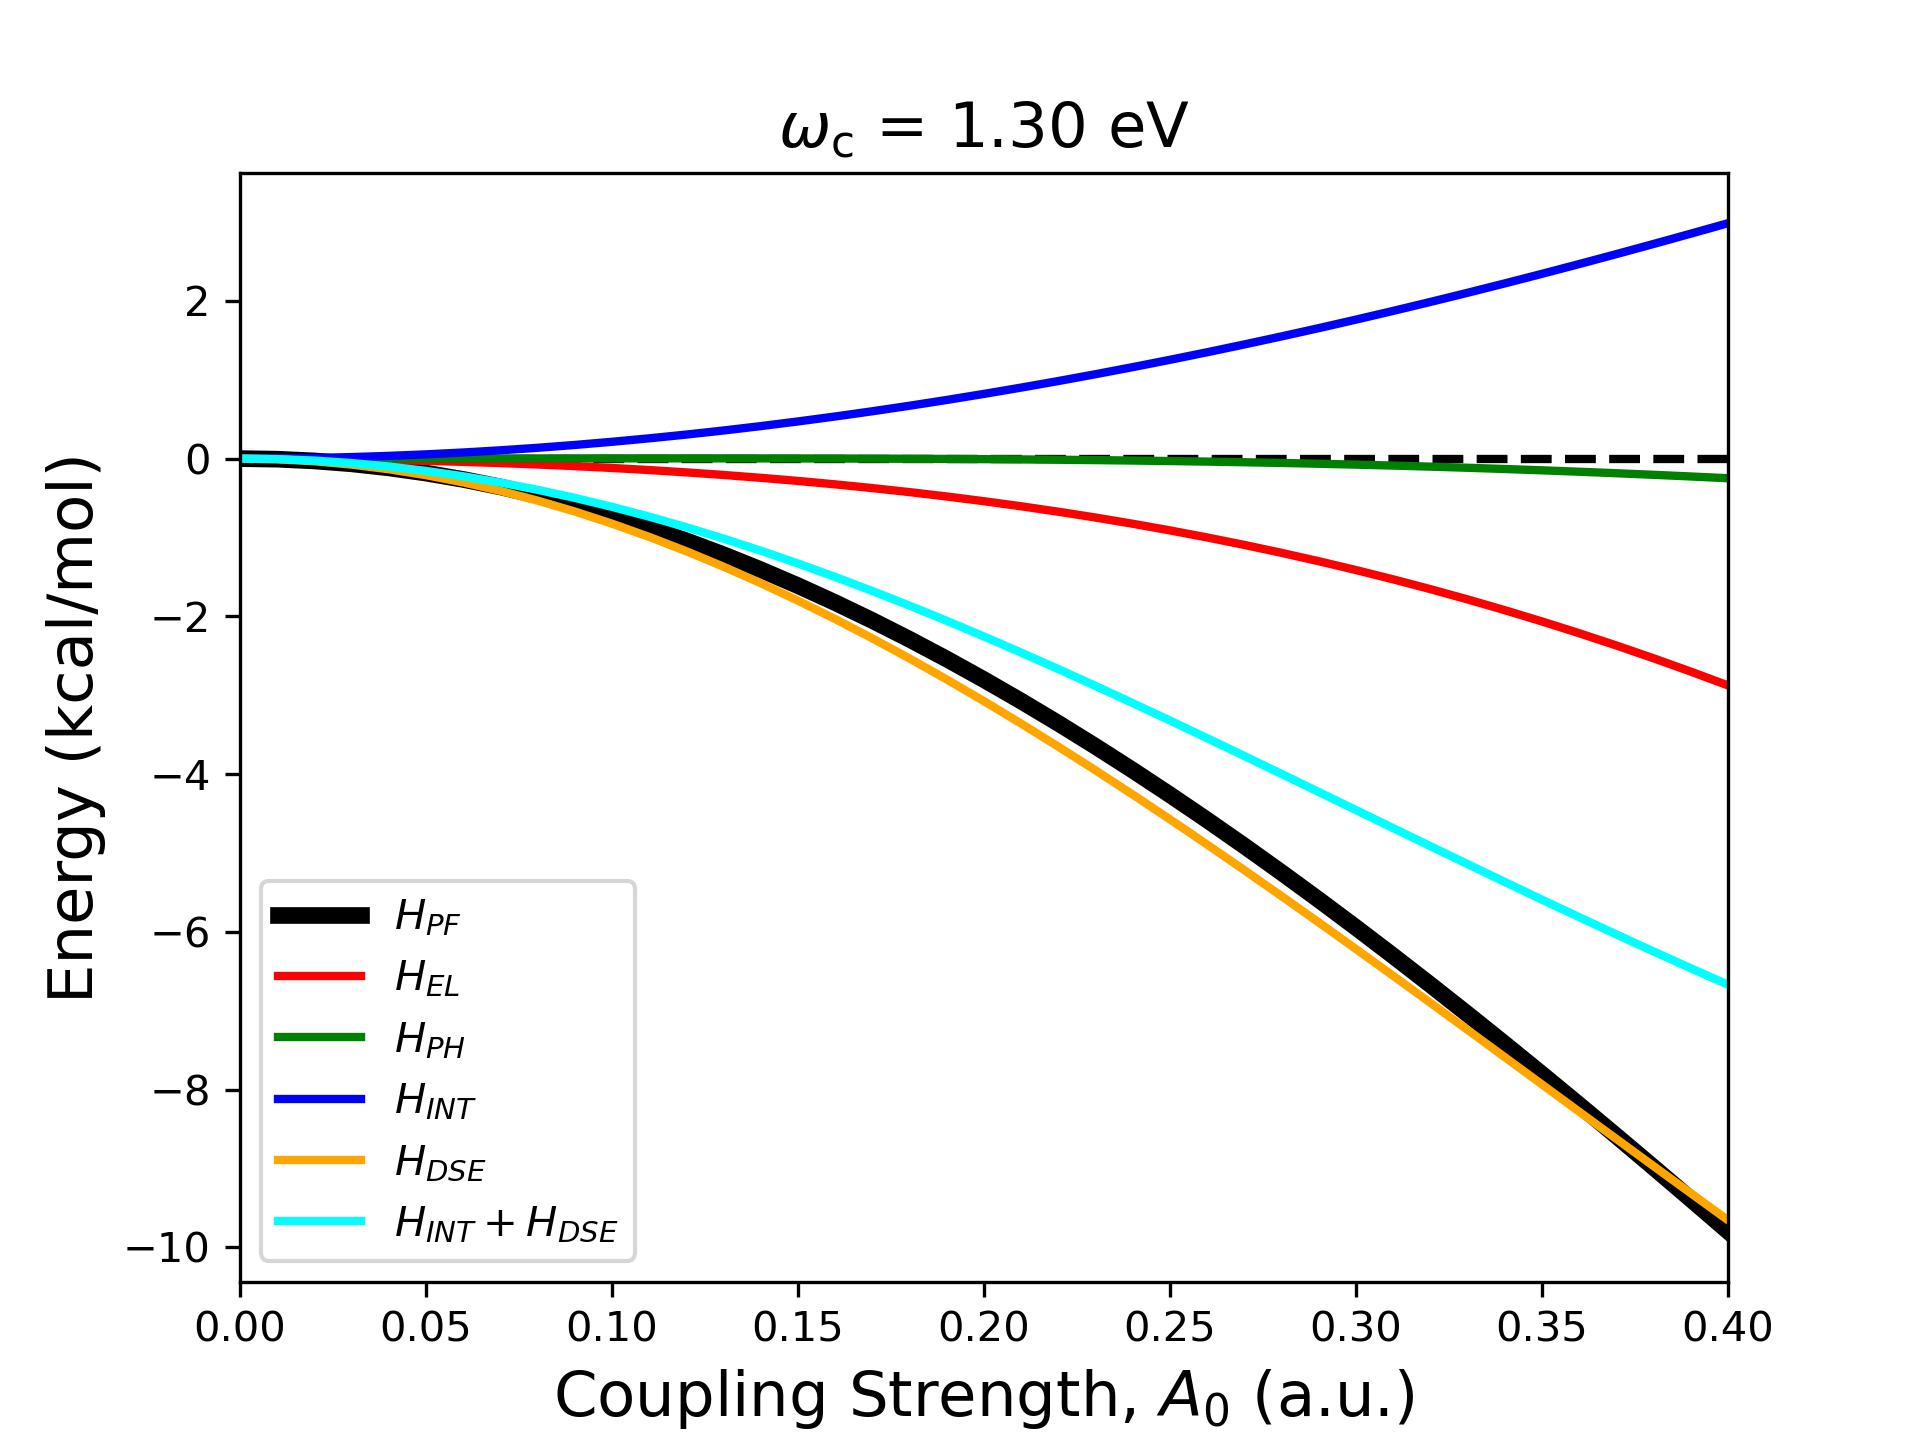 ω_c = 1.30 eV
Energy (kcal/mol)
2
0
−2
−4
−6
−8
−10
H_PF
H_EL
H_PH
H_INT
H_DSE
H_INT + H_DSE
0.00 0.05 0.10 0.15 0.20 0.25 0.30 0.35 0.40
Coupling Strength, A_0 (a.u.)